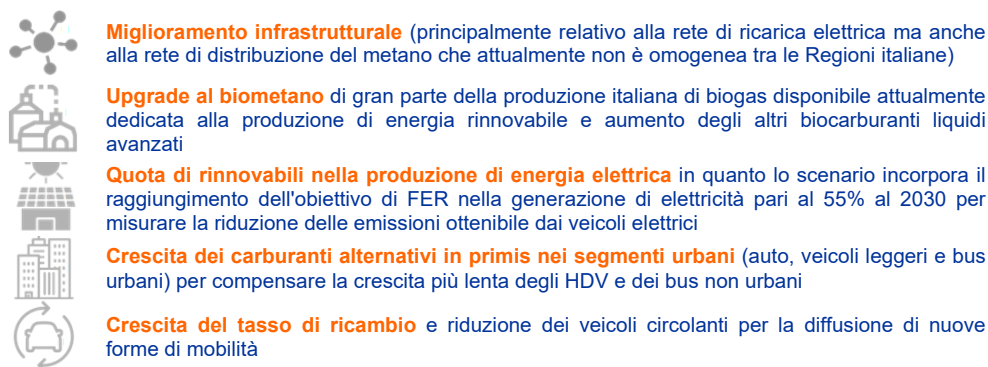 Miglioramento infrastrutturale (principalmente relativo alla rete di ricarica elettrica ma anche
alla rete di distribuzione del metano che attualmente non è omogenea tra le Regioni italiane)
Upgrade al biometano di gran parte della produzione italiana di biogas disponibile attualmente
dedicata alla produzione di energia rinnovabile e aumento degli altri biocarburanti liquidi
avanzati
Quota di rinnovabili nella produzione di energia elettrica in quanto lo scenario incorpora il
raggiungimento dell'obiettivo di FER nella generazione di elettricità pari al 55% al 2030 per
misurare la riduzione delle emissioni ottenibile dai veicoli elettrici
Crescita dei carburanti alternativi in primis nei segmenti urbani (auto, veicoli leggeri e bus
urbani) per compensare la crescita più lenta degli HDV e dei bus non urbani
Crescita del tasso di ricambio e riduzione dei veicoli circolanti per la diffusione di nuove
forme di mobilità